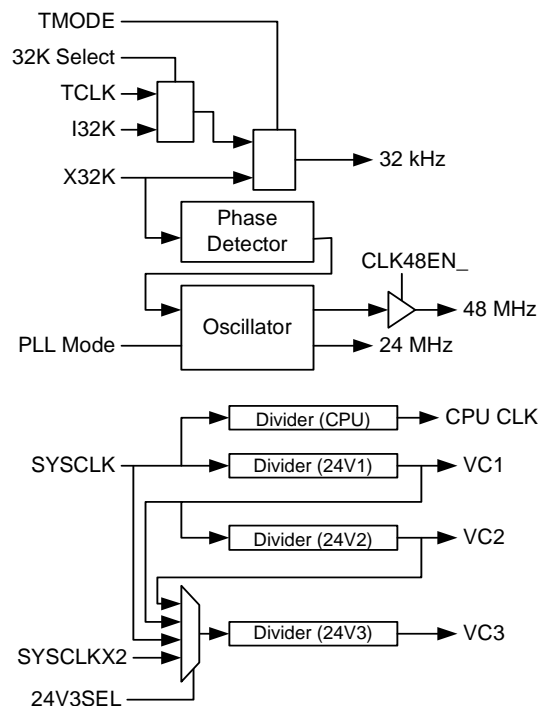 TMODE
32K Select
TCLK
I32K
32 kHz
X32K
Phase
Detector
CLK48EN_
Oscillator
48 MHz
PLL Mode
24 MHz
Divider (CPU)
CPU CLK
SYSCLK
Divider (24V1)
VC1
Divider (24V2)
VC2
Divider (24V3)
VC3
SYSCLKX2
24V3SEL